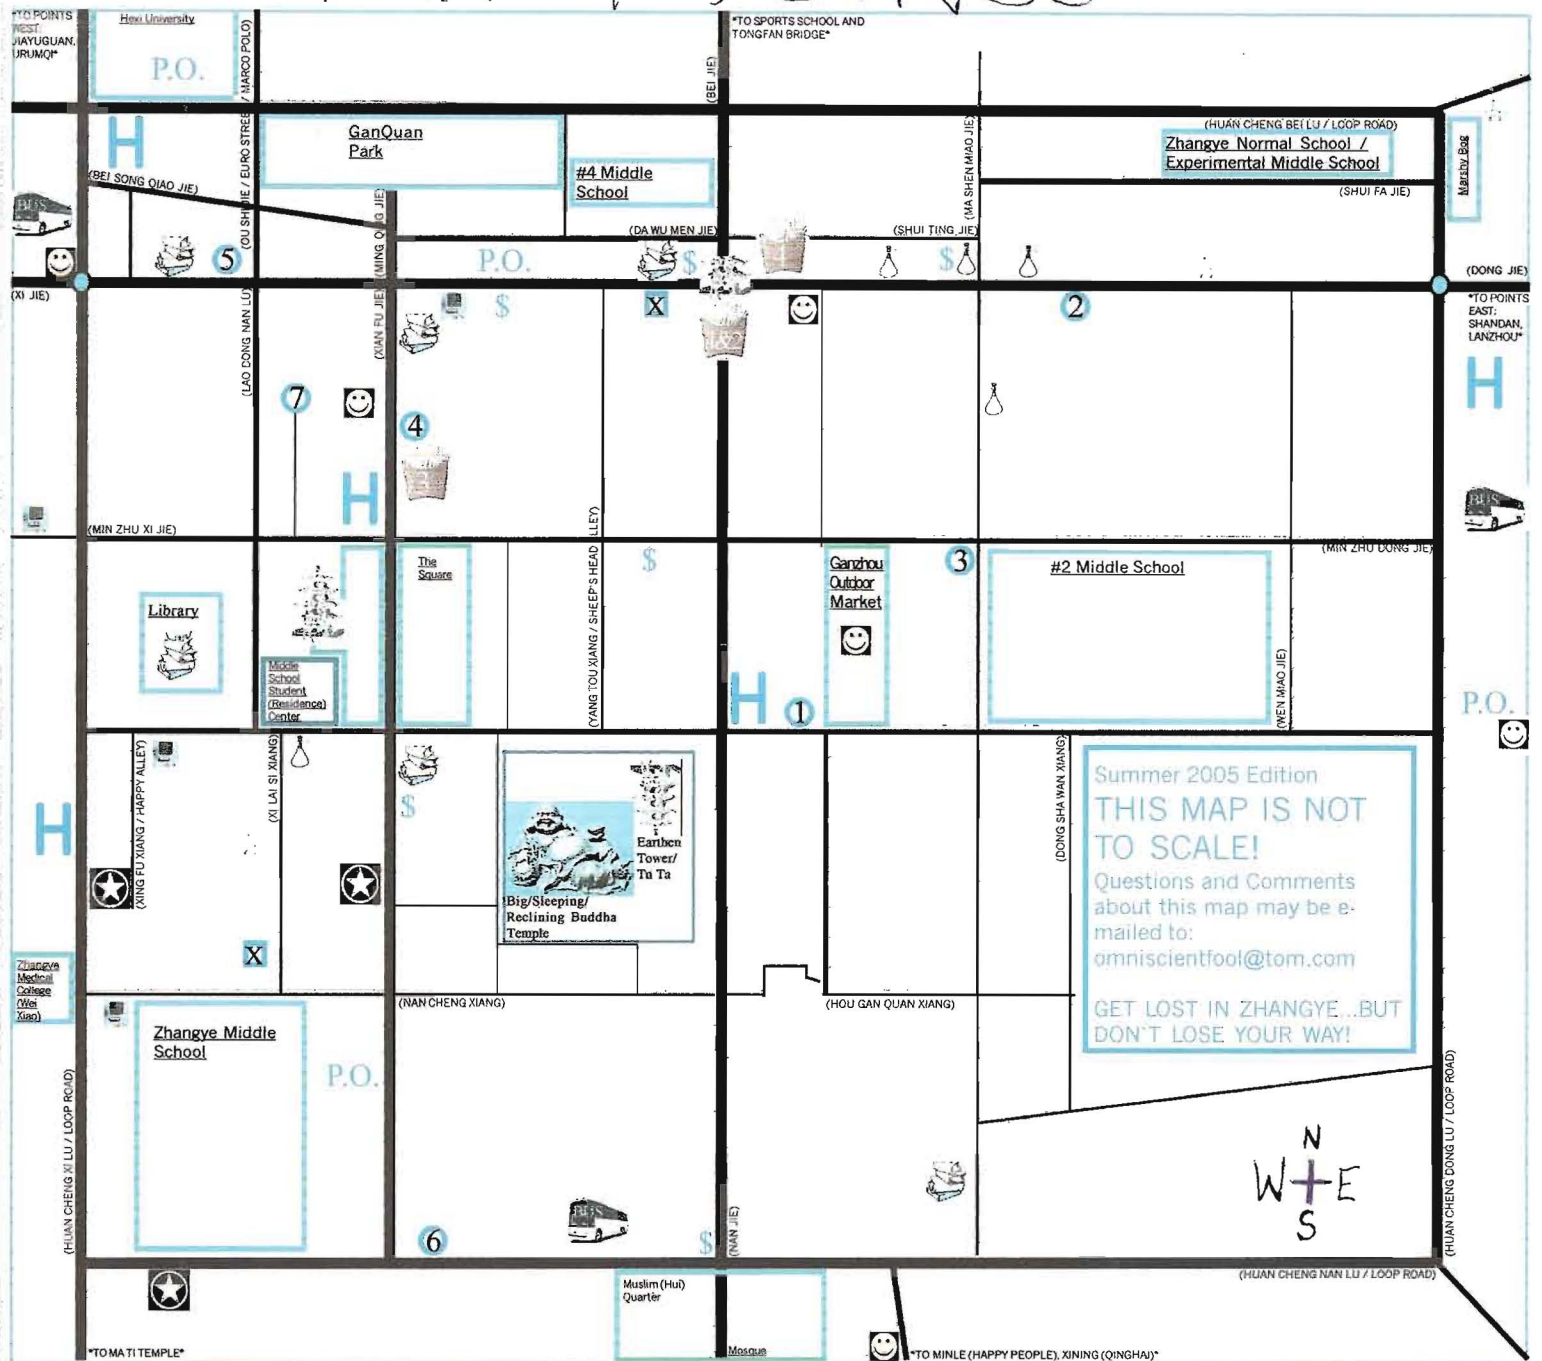 *TO POINTS
WEST:
JIAYUGUAN,
URUMQI*
Hexi University
P.O.
(OU SHI JIE / EURO STREET / MARCO POLO)
(BEI JIE)
*TO SPORTS SCHOOL AND
TONGFAN BRIDGE*
H
(BEI SONG QIAO JIE)
GanQuan
Park
#4 Middle
School
(MA SHEN MIAO JIE)
(HUAN CHENG BEI LU / LOOP ROAD)
Zhangye Normal School /
Experimental Middle School
Marshy Bog
(SHUI FA JIE)
BUS
5
(MING QING JIE)
(DA WU MEN JIE)
(SHUI TING JIE)
P.O.
$
1
$
(DONG JIE)
(XI JIE)
(LAO DONG NAN LU)
(XIAN FU JIE)
$
X
1&2
2
*TO POINTS
EAST:
SHANDAN,
LANZHOU*
H
7
4
H
BUS
(MIN ZHU XI JIE)
(YANG TOU XIANG / SHEEP'S HEAD ALLEY)
(MIN ZHU DONG JIE)
The
Square
$
Ganzhou
Outdoor
Market
3
#2 Middle School
Library
Middle
School
Student
(Residence)
Center
H
1
(WEN MIAO JIE)
P.O.
(XING FU XIANG / HAPPY ALLEY)
(XI LAI SI XIANG)
$
Earthen
Tower/
Tu Ta
Big/Sleeping/
Reclining Buddha
Temple
(DONG SHA WAN XIANG)
Summer 2005 Edition
THIS MAP IS NOT
TO SCALE!
Questions and Comments
about this map may be e-
mailed to:
omniscientfool@tom.com
GET LOST IN ZHANGYE...BUT
DON'T LOSE YOUR WAY!
H
X
Zhangye
Medical
College
(Wei
Xiao)
(NAN CHENG XIANG)
(HOU GAN QUAN XIANG)
Zhangye Middle
School
P.O.
(HUAN CHENG XI LU / LOOP ROAD)
6
BUS
$
(NAN JIE)
N
W E
S
(HUAN CHENG DONG LU / LOOP ROAD)
(HUAN CHENG NAN LU / LOOP ROAD)
Muslim (Hui)
Quarter
Mosque
*TO MA TI TEMPLE*
*TO MINLE (HAPPY PEOPLE), XINING (QINGHAI)*